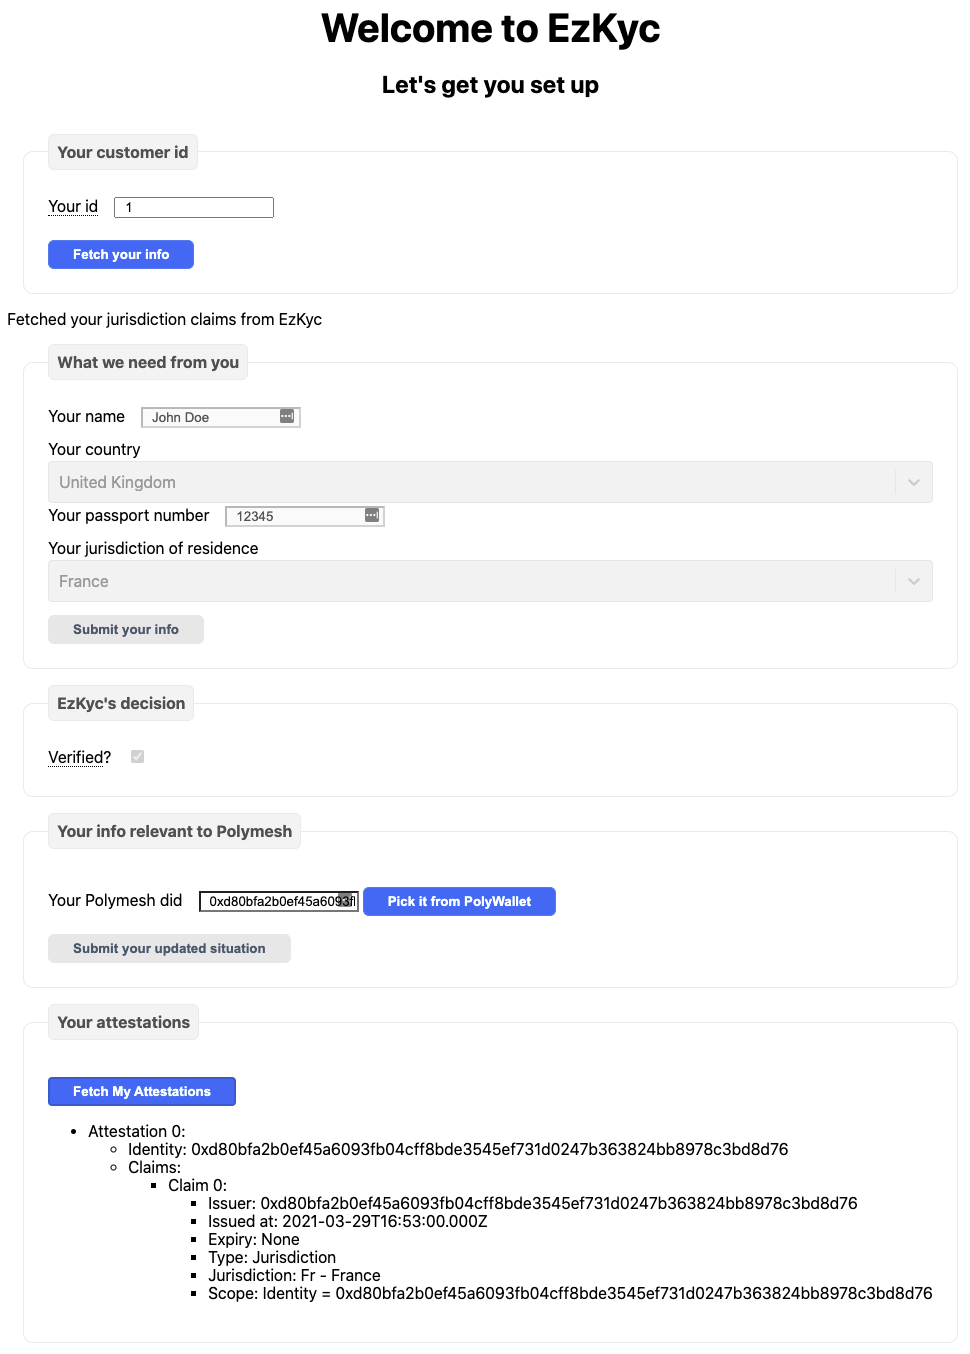 Welcome to EzKyc
Let's get you set up
Your customer id
Your id 1
Fetch your info
Fetched your jurisdiction claims from EzKyc
What we need from you
Your name John Doe
Your country
United Kingdom
Your passport number 12345
Your jurisdiction of residence
France
Submit your info
EzKyc's decision
Verified?
Your info relevant to Polymesh
Your Polymesh did 0xd80bfa2b0ef45a6093f Pick it from PolyWallet
Submit your updated situation
Your attestations
Fetch My Attestations
Attestation 0:
Identity: 0xd80bfa2b0ef45a6093fb04cff8bde3545ef731d0247b363824bb8978c3bd8d76
Claims:
Claim 0:
Issuer: 0xd80bfa2b0ef45a6093fb04cff8bde3545ef731d0247b363824bb8978c3bd8d76
Issued at: 2021-03-29T16:53:00.000Z
Expiry: None
Type: Jurisdiction
Jurisdiction: Fr - France
Scope: Identity = 0xd80bfa2b0ef45a6093fb04cff8bde3545ef731d0247b363824bb8978c3bd8d76